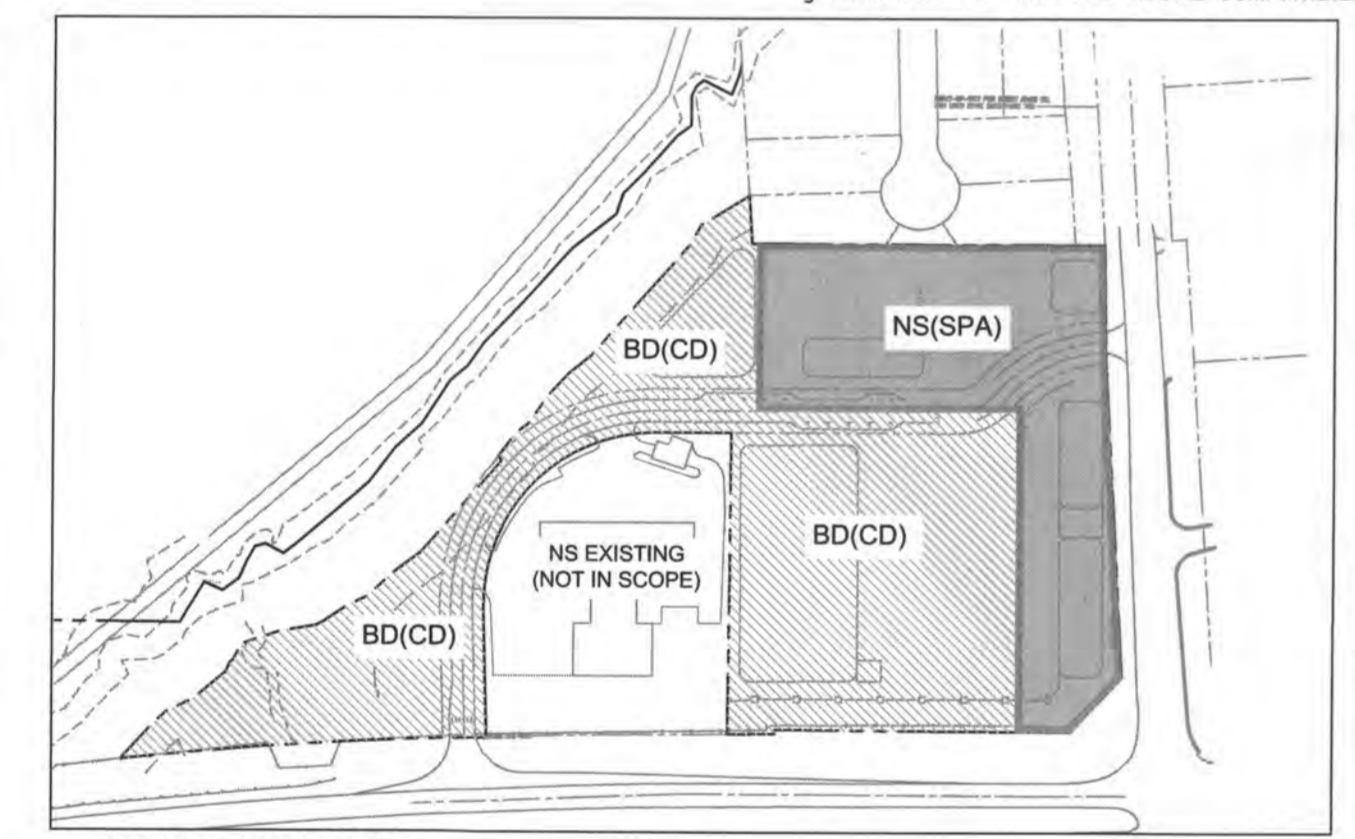 NS(SPA)
BD(CD)
BD(CD)
NS EXISTING
(NOT IN SCOPE)
BD(CD)